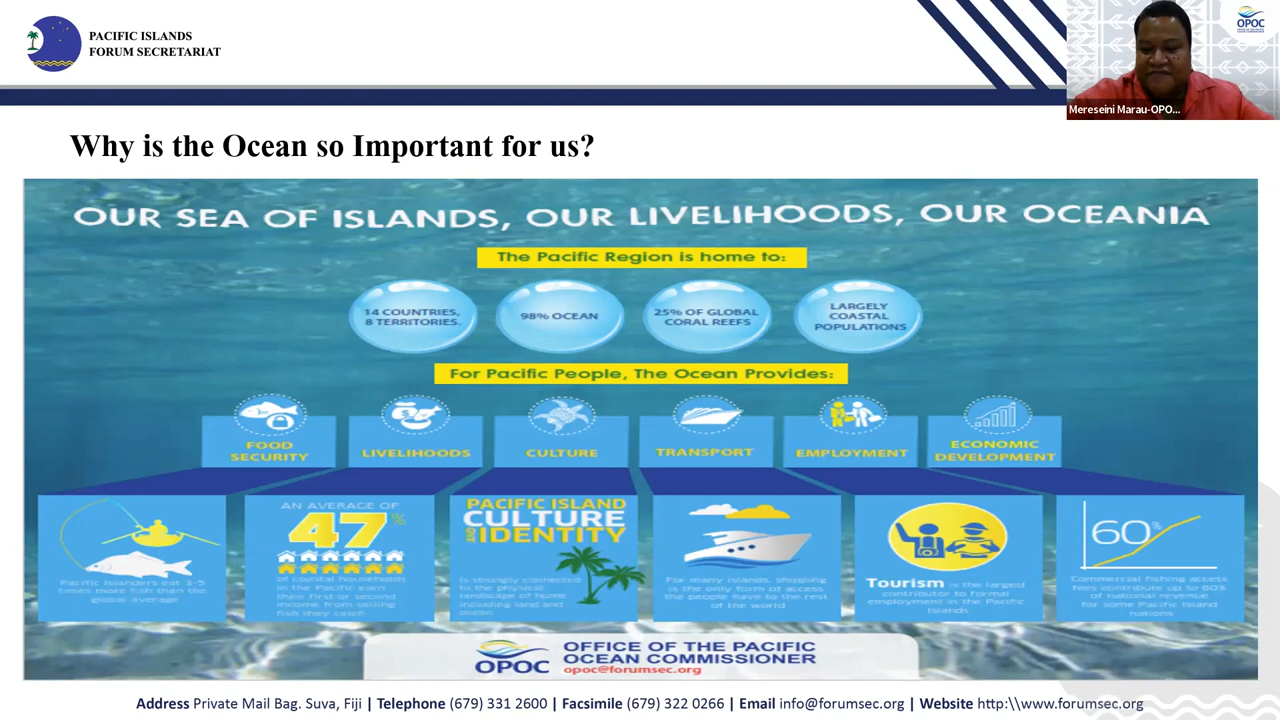 PACIFIC ISLANDS
FORUM SECRETARIAT
OPOC
Mereseini Marau-OPO...
Why is the Ocean so Important for us?
OUR SEA OF ISLANDS, OUR LIVELIHOODS, OUR OCEANIA
The Pacific Region is home to:
14 COUNTRIES,
8 TERRITORIES.
98% OCEAN
25% OF GLOBAL
CORAL REEFS
LARGELY
COASTAL
POPULATIONS
For Pacific People, The Ocean Provides:
FOOD
SECURITY
LIVELIHOODS
CULTURE
TRANSPORT
EMPLOYMENT
ECONOMIC
DEVELOPMENT
Pacific Islanders eat 3-5
times more fish than the
global average
AN AVERAGE OF
47%
of coastal households
in the Pacific earn
their first or second
income from selling
fish they catch
PACIFIC ISLAND
CULTURE
AND IDENTITY
is strongly connected
to the physical
landscape of home
including land and
ocean
For many islands, shipping
is the only form of access
the people have to the rest
of the world
Tourism is the largest
contributor to formal
employment in the Pacific
Islands
60%
Commercial fishing access
fees contribute up to 60%
of national revenue
for some Pacific Island
nations
OPOC
OFFICE OF THE PACIFIC
OCEAN COMMISSIONER
opoc@forumsec.org
Address Private Mail Bag. Suva, Fiji | Telephone (679) 331 2600 | Facsimile (679) 322 0266 | Email info@forumsec.org | Website http:\\www.forumsec.org